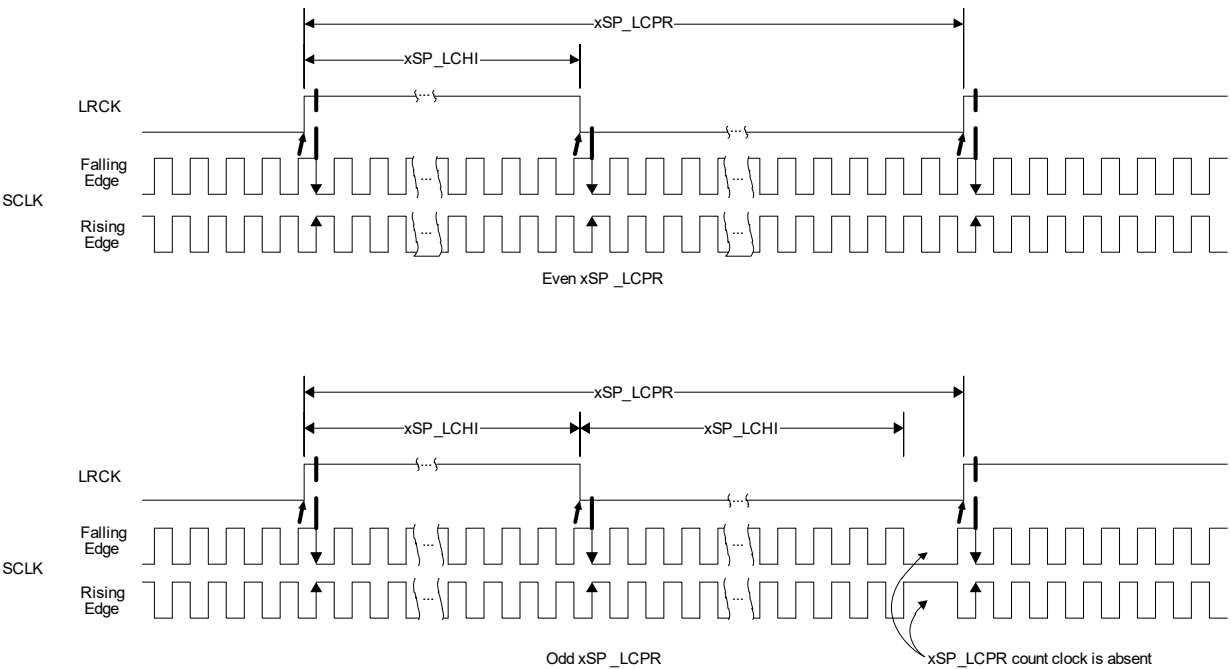 xSP_LCPR
xSP_LCHI
...
LRCK
...
Falling
Edge
... ...
SCLK
Rising
Edge
... ...
Even xSP _LCPR
xSP_LCPR
xSP_LCHI xSP_LCHI
...
LRCK
...
Falling
Edge
... ...
SCLK
Rising
Edge
... ...
Odd xSP _LCPR xSP_LCPR count clock is absent